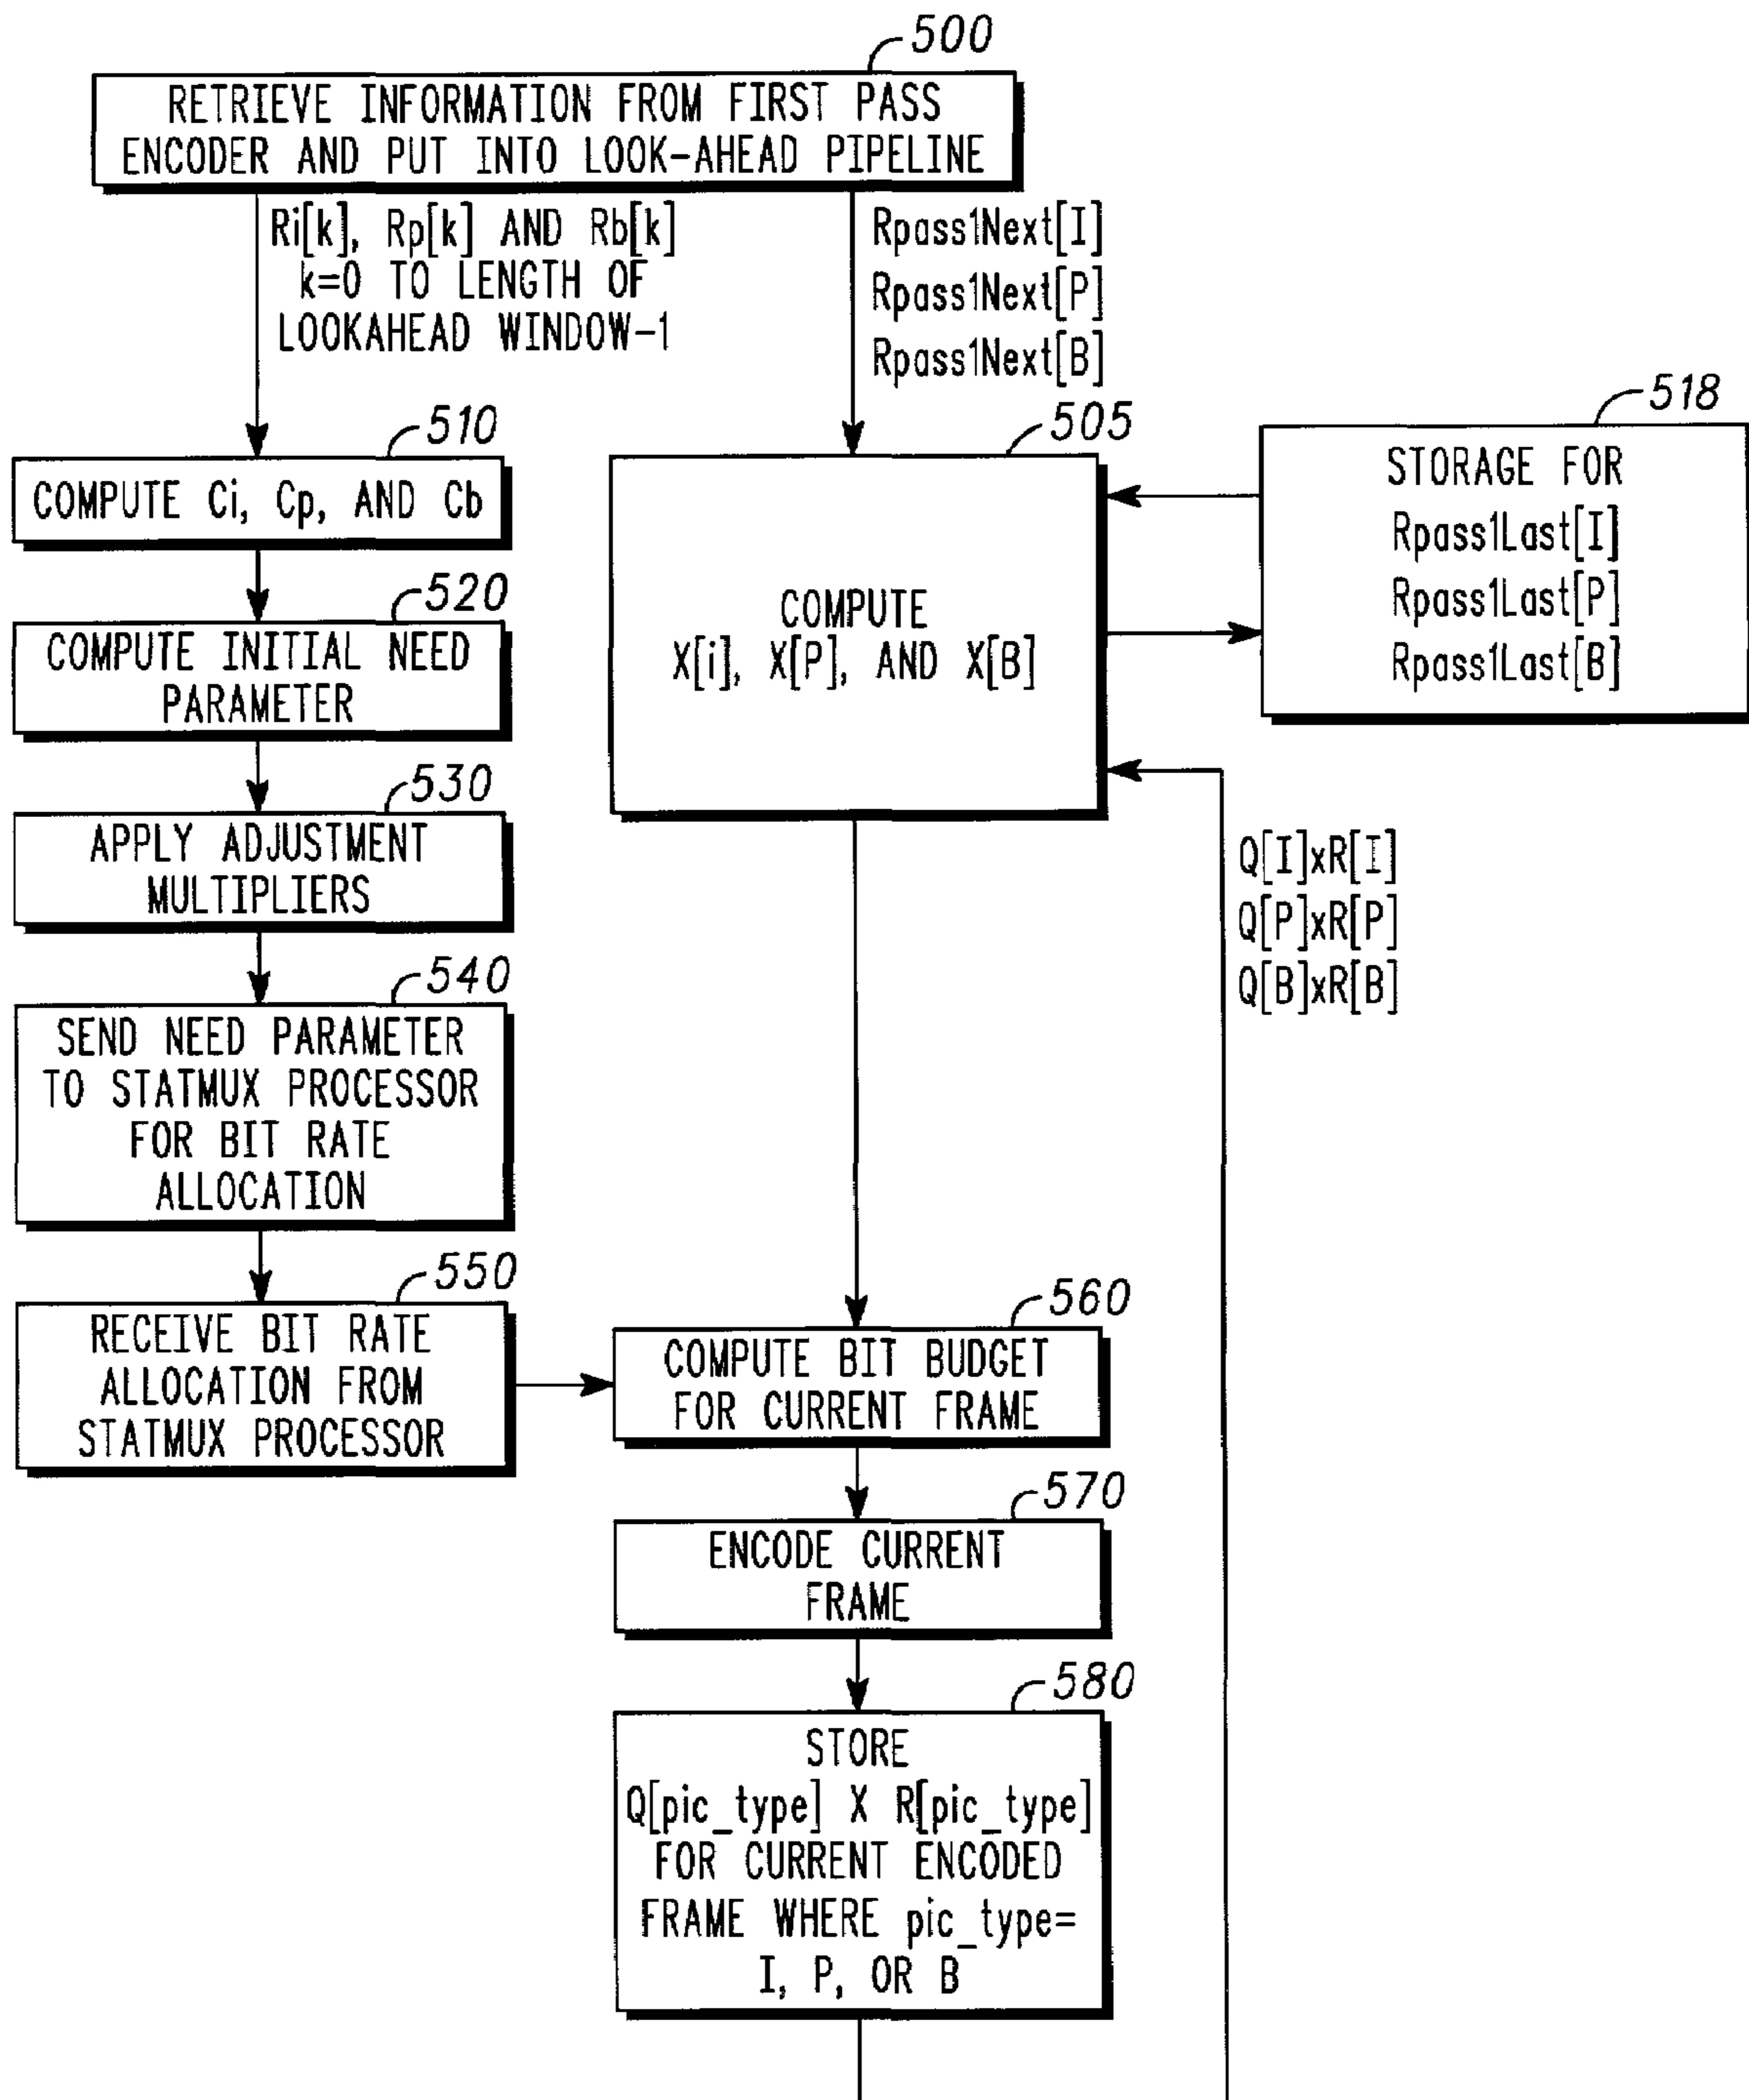 500
RETRIEVE INFORMATION FROM FIRST PASS
ENCODER AND PUT INTO LOOK-AHEAD PIPELINE
Ri[k], Rp[k] AND Rb[k]
k=0 TO LENGTH OF
LOOKAHEAD WINDOW-1
Rpass1Next[I]
Rpass1Next[P]
Rpass1Next[B]
510
COMPUTE Ci, Cp, AND Cb
505
COMPUTE
X[i], X[P], AND X[B]
518
STORAGE FOR
Rpass1Last[I]
Rpass1Last[P]
Rpass1Last[B]
520
COMPUTE INITIAL NEED
PARAMETER
530
APPLY ADJUSTMENT
MULTIPLIERS
Q[I]xR[I]
Q[P]xR[P]
Q[B]xR[B]
540
SEND NEED PARAMETER
TO STATMUX PROCESSOR
FOR BIT RATE
ALLOCATION
550
RECEIVE BIT RATE
ALLOCATION FROM
STATMUX PROCESSOR
560
COMPUTE BIT BUDGET
FOR CURRENT FRAME
570
ENCODE CURRENT
FRAME
580
STORE
Q[pic_type] X R[pic_type]
FOR CURRENT ENCODED
FRAME WHERE pic_type=
I, P, OR B